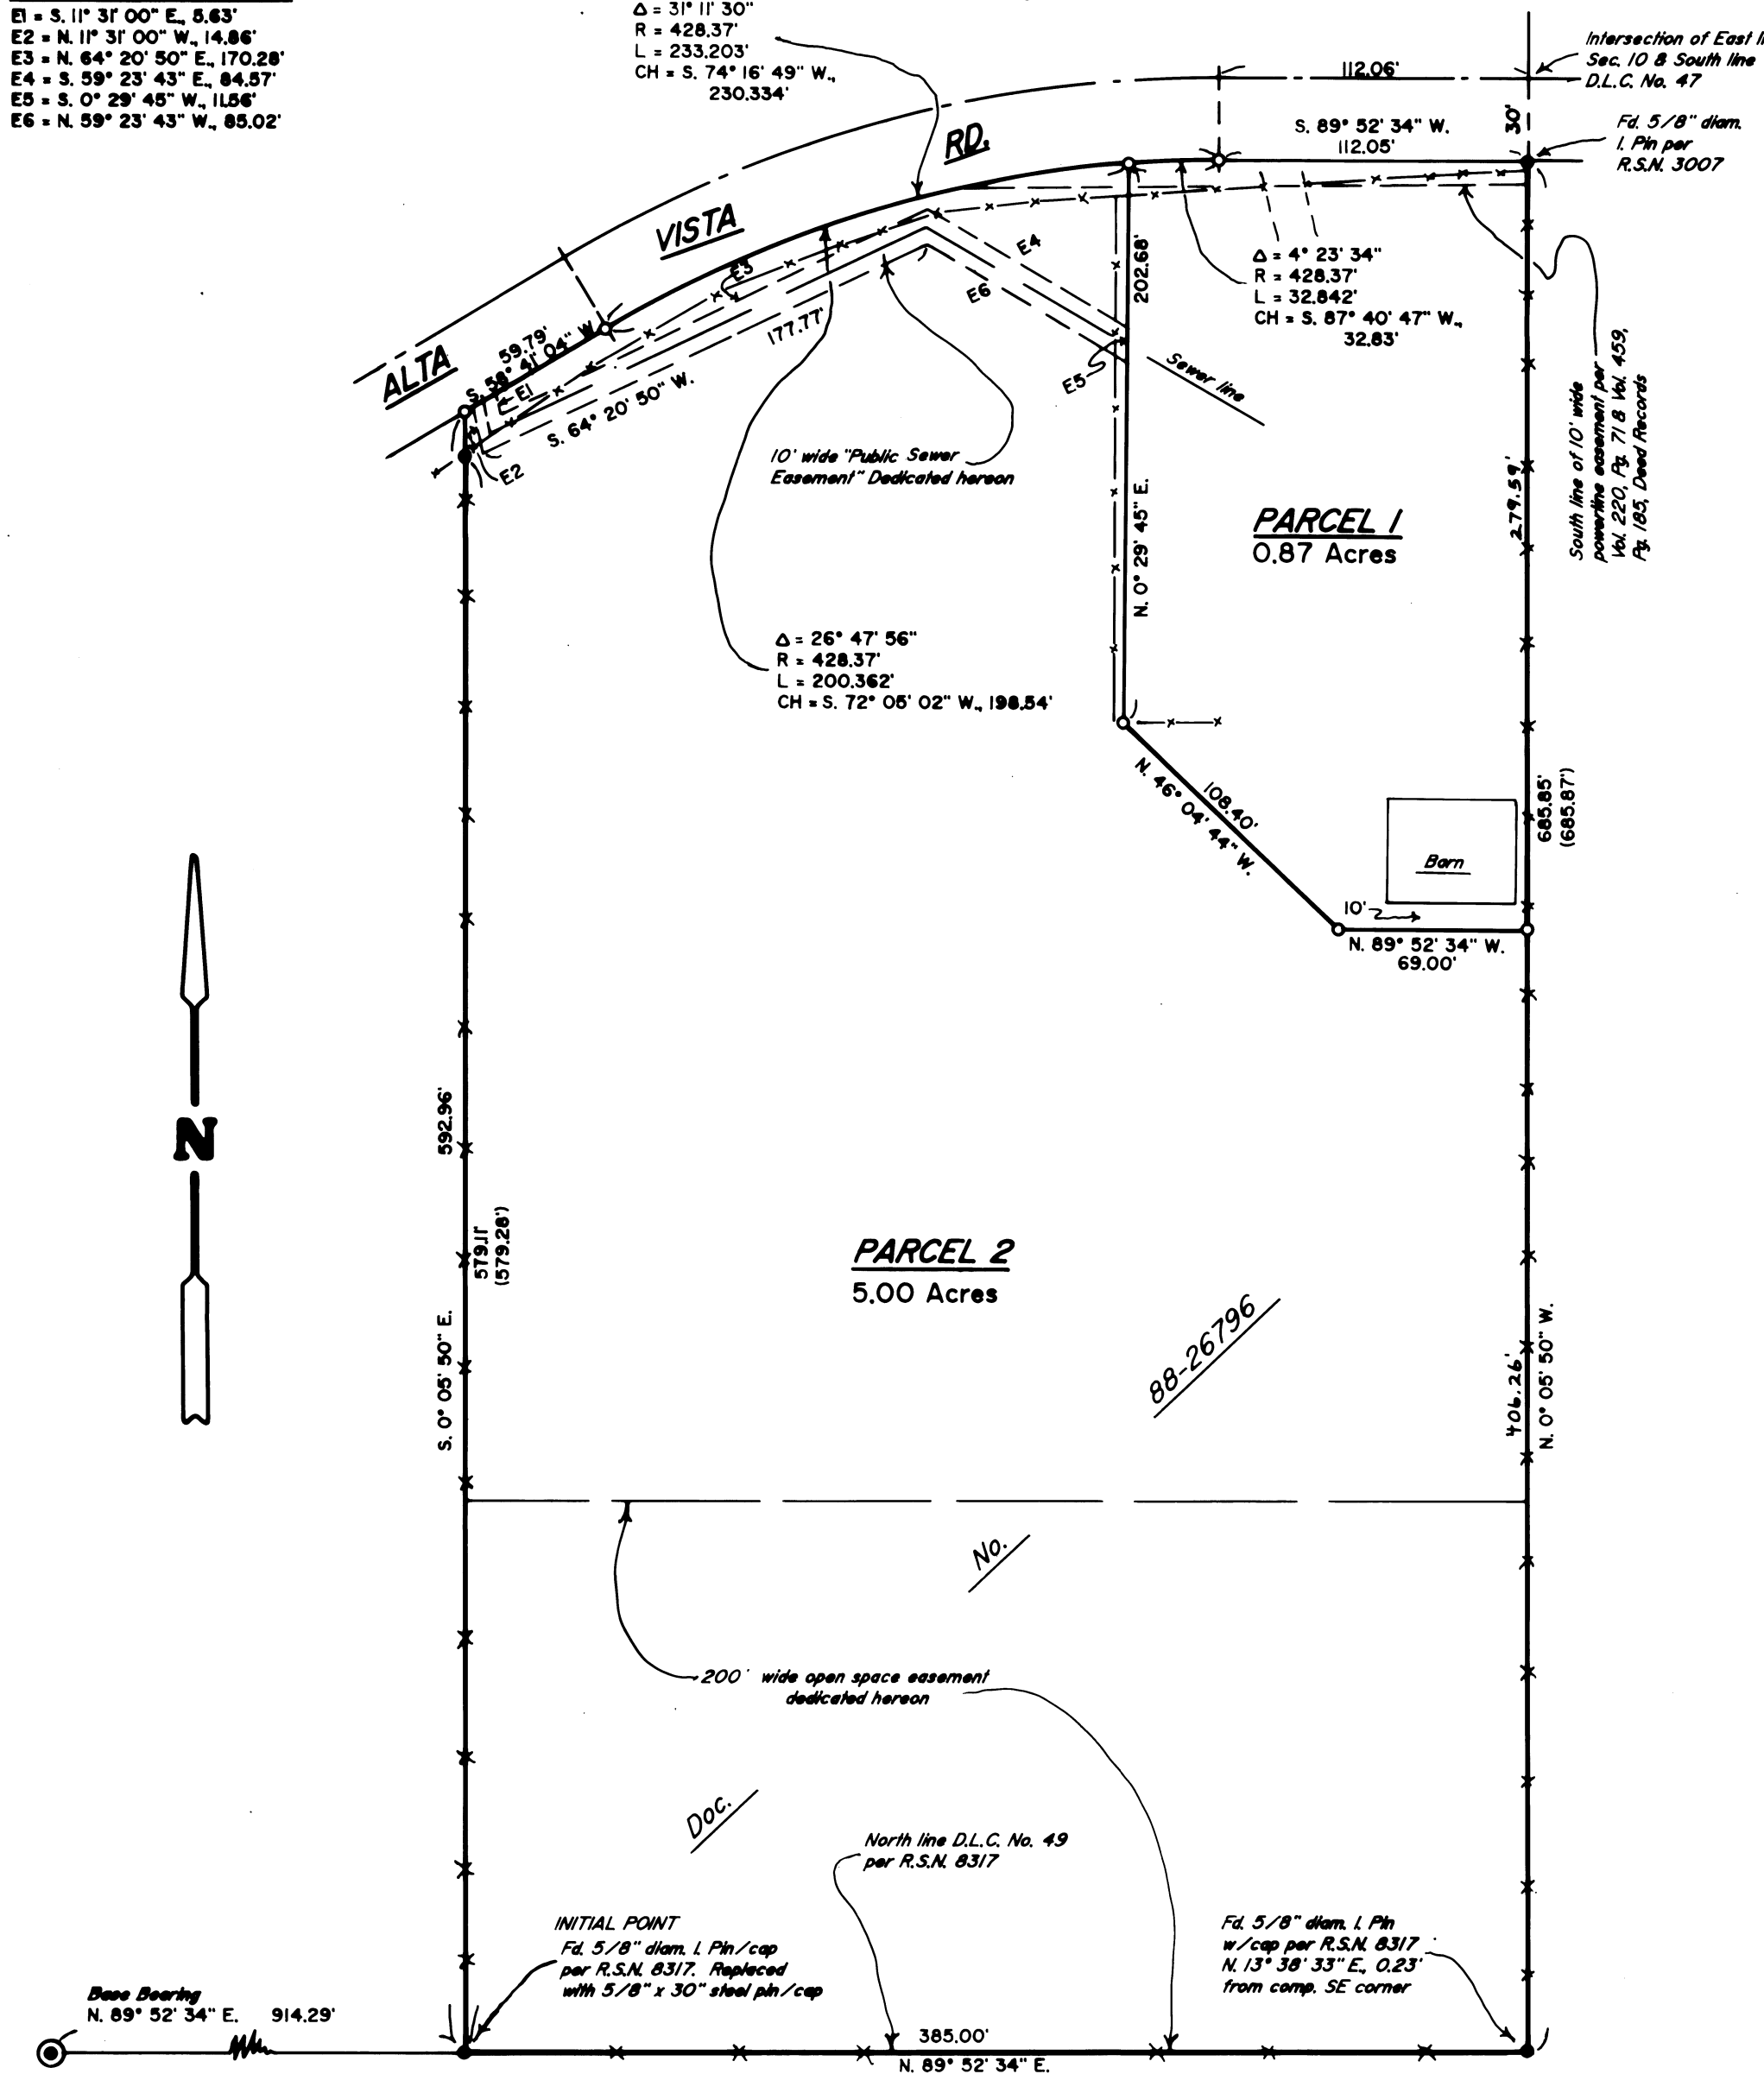 E1 = S. 11° 31' 00" E., 5.63'
E2 = N. 11° 31' 00" W., 14.86'
E3 = N. 64° 20' 50" E., 170.28'
E4 = S. 59° 23' 43" E., 84.57'
E5 = S. 0° 29' 45" W., 11.56'
E6 = N. 59° 23' 43" W., 85.02'
Δ = 31° 11' 30"
R = 428.37'
L = 233.203'
CH = S. 74° 16' 49" W.,
230.334'
112.06'
Intersection of East
Sec. 10 & South line
D.L.C. No. 47
30'
S. 89° 52' 34" W.
112.05'
Fd. 5/8" diam.
I. Pin per
R.S.N. 3007
ALTA
VISTA
RD.
E3
E4
E6
E5
202.68'
Δ = 4° 23' 34"
R = 428.37'
L = 32.842'
CH = S. 87° 40' 47" W.,
32.83'
59.79'
S. 58° 41' 04" W.
E1
E2
177.77'
S. 64° 20' 50" W.
Sewer line
10' wide "Public Sewer
Easement" Dedicated hereon
South line of 10' wide
powerline easement per
Vol. 220, Pg. 71 & Vol. 459,
Pg. 185, Deed Records
279.59'
N. 0° 29' 45" E.
PARCEL 1
0.87 Acres
Δ = 26° 47' 56"
R = 428.37'
L = 200.362'
CH = S. 72° 05' 02" W., 198.54'
108.40'
N. 46° 04' 44" W.
685.85'
(685.87')
Barn
10'
N. 89° 52' 34" W.
69.00'
N
592.96'
579.11'
(579.28')
S. 0° 05' 50" E.
PARCEL 2
5.00 Acres
88-26796
406.26'
N. 0° 05' 50" W.
No.
200' wide open space easement
dedicated hereon
Doc.
North line D.L.C. No. 49
per R.S.N. 8317
INITIAL POINT
Fd. 5/8" diam. I. Pin/cap
per R.S.N. 8317. Replaced
with 5/8" x 30" steel pin/cap
Fd. 5/8" diam. I. Pin
w/cap per R.S.N. 8317
N. 13° 38' 33" E., 0.23'
from comp. SE corner
Base Bearing
N. 89° 52' 34" E. 914.29'
385.00'
N. 89° 52' 34" E.